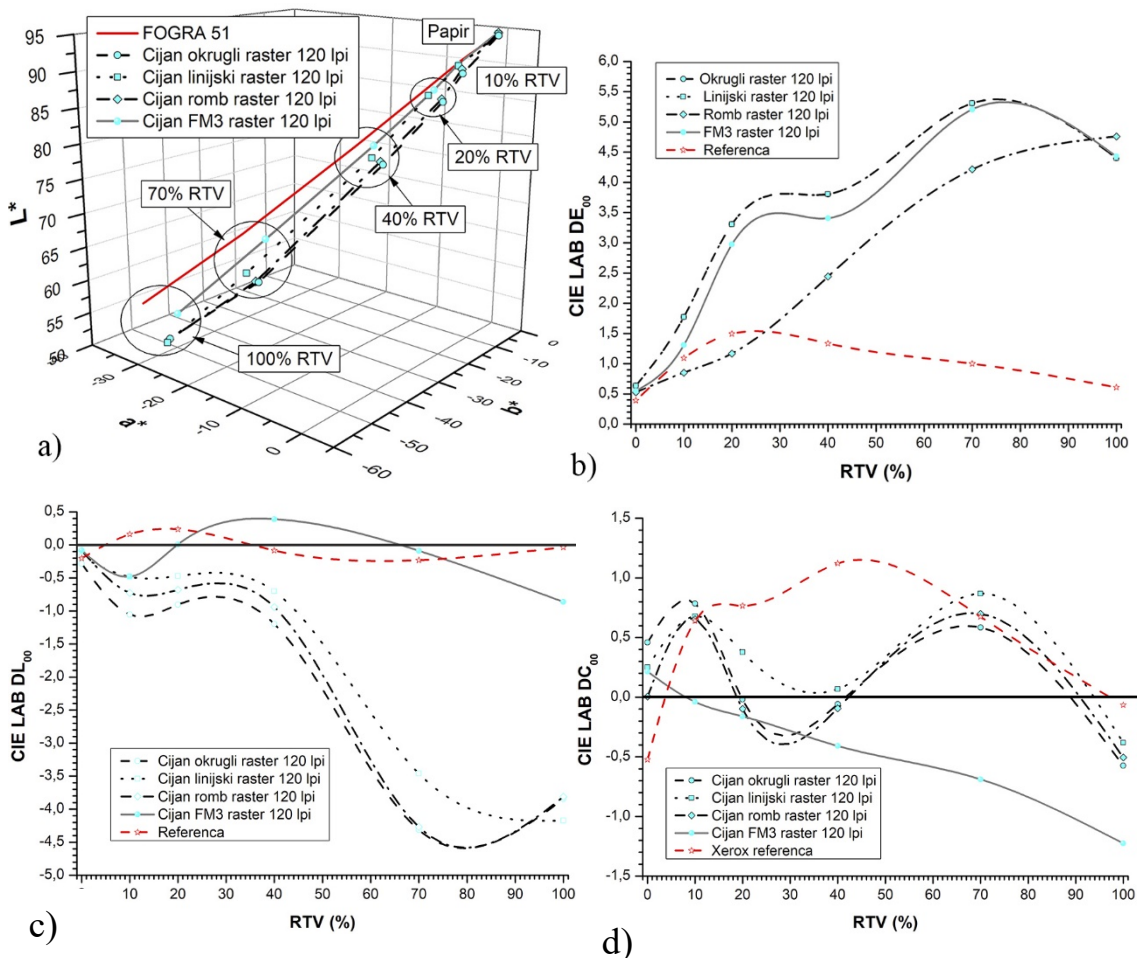 FOGRA 51
Cijan okrugli raster 120 lpi
Cijan linijski raster 120 lpi
Cijan romb raster 120 lpi
Cijan FM3 raster 120 lpi
Papir
10% RTV
20% RTV
40% RTV
70% RTV
100% RTV
L*
95
90
85
80
75
70
65
60
55
50
-30
-20
-10
0
a*
0
-10
-20
-30
-40
-50
-60
b*
a)
Okrugli raster 120 lpi
Linijski raster 120 lpi
Romb raster 120 lpi
FM3 raster 120 lpi
Referenca
CIE LAB DE00
6,0
5,5
5,0
4,5
4,0
3,5
3,0
2,5
2,0
1,5
1,0
0,5
0,0
0 10 20 30 40 50 60 70 80 90 100
RTV (%)
b)
CIE LAB DL00
0,5
0,0
-0,5
-1,0
-1,5
-2,0
-2,5
-3,0
-3,5
-4,0
-4,5
-5,0
Cijan okrugli raster 120 lpi
Cijan linijski raster 120 lpi
Cijan romb raster 120 lpi
Cijan FM3 raster 120 lpi
Referenca
10 20 30 40 50 60 70 80 90 100
RTV (%)
c)
CIE LAB DC00
1,5
1,0
0,5
0,0
-0,5
-1,0
-1,5
Cijan okrugli raster 120 lpi
Cijan linijski raster 120 lpi
Cijan romb raster 120 lpi
Cijan FM3 raster 120 lpi
Xerox referenca
0 10 20 30 40 50 60 70 80 90 100
RTV (%)
d)